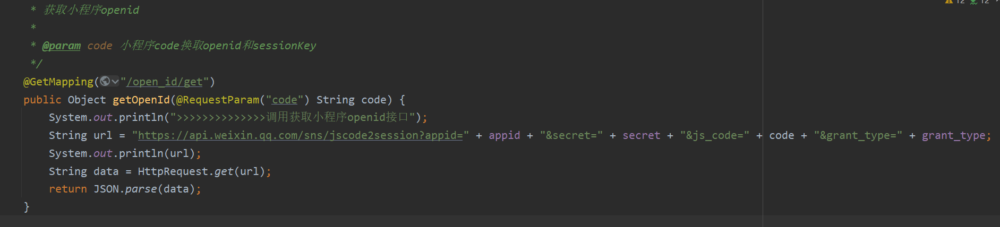 * 获取小程序openid
*
* @param code 小程序code换取openid和sessionKey
*/
@GetMapping("/open_id/get")
public Object getOpenId(@RequestParam("code") String code) {
System.out.println(">>>>>>>>>>>>>>调用获取小程序openid接口");
String url = "https://api.weixin.qq.com/sns/jscode2session?appid=" + appid + "&secret=" + secret + "&js_code=" + code + "&grant_type=" + grant_type;
System.out.println(url);
String data = HttpRequest.get(url);
return JSON.parse(data);
}